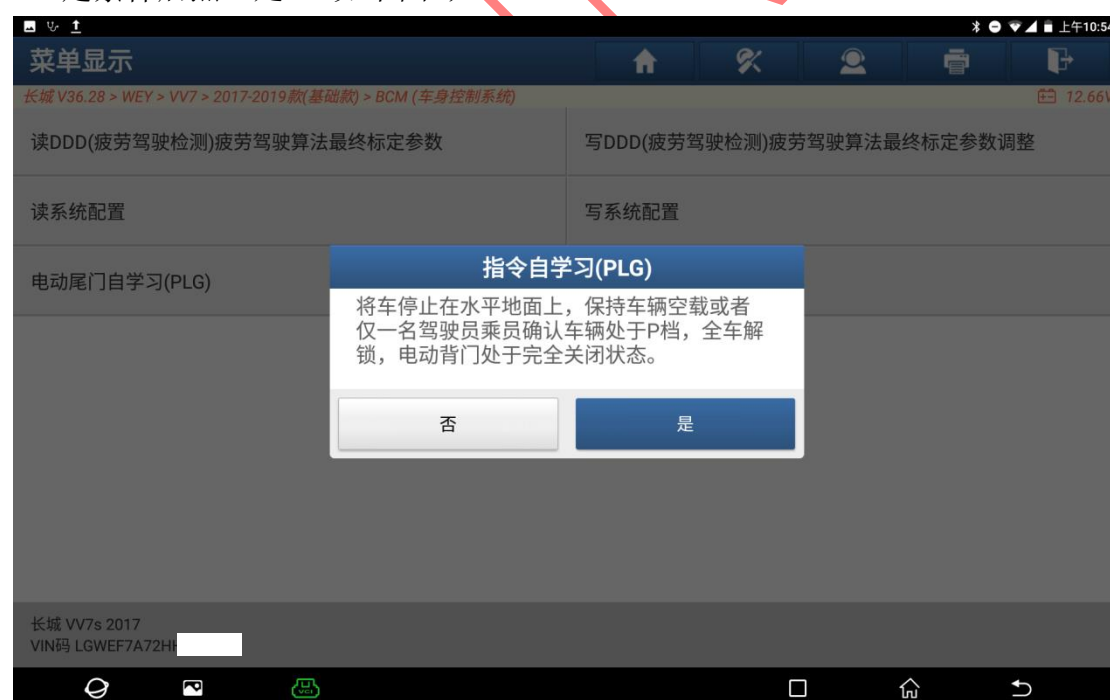 上午10:54
菜单显示
长城 V36.28 > WEY > VV7 > 2017-2019款(基础款) > BCM (车身控制系统)
12.66V
读DDD(疲劳驾驶检测)疲劳驾驶算法最终标定参数
写DDD(疲劳驾驶检测)疲劳驾驶算法最终标定参数调整
读系统配置
写系统配置
电动尾门自学习(PLG)
指令自学习(PLG)
将车停止在水平地面上，保持车辆空载或者
仅一名驾驶员乘员确认车辆处于P档，全车解
锁，电动背门处于完全关闭状态。
否
是
长城 VV7s 2017
VIN码 LGWEF7A72H
VCI